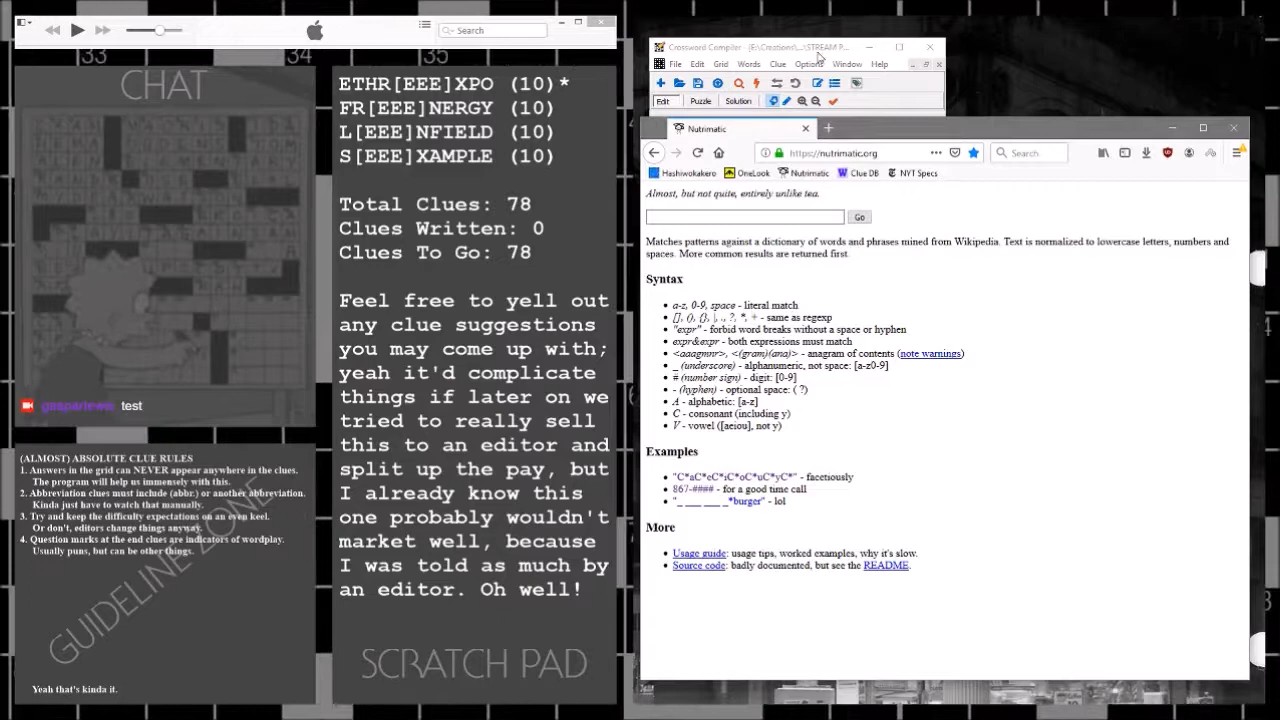 Search
33
34
35
CHAT
gasparlewis test
(ALMOST) ABSOLUTE CLUE RULES
1. Answers in the grid can NEVER appear anywhere in the clues.
The program will help us immensely with this.
2. Abbreviation clues must include (abbr.) or another abbreviation.
Kinda just have to watch that manually.
3. Try and keep the difficulty expectations on an even keel.
Or don't, editors change things anyway.
4. Question marks at the end clues are indicators of wordplay.
Usually puns, but can be other things.
GUIDELINE ZONE
Yeah that's kinda it.
ETHR[EEE]XPO (10)*
FR[EEE]NERGY (10)
L[EEE]NFIELD (10)
S[EEE]XAMPLE (10)
Total Clues: 78
Clues Written: 0
Clues To Go: 78
Feel free to yell out
any clue suggestions
you may come up with;
yeah it'd complicate
things if later on we
tried to really sell
this to an editor and
split up the pay, but
I already know this
one probably wouldn't
market well, because
I was told as much by
an editor. Oh well!
SCRATCH PAD
Crossword Compiler - (E:\Creations\...\STREAM P...
File Edit Grid Words Clue Options Window Help
Edit Puzzle Solution
Nutrimatic
https://nutrimatic.org
Search
Hashiwokakero OneLook Nutrimatic Clue DB NYT Specs
Almost, but not quite, entirely unlike tea.
Go
Matches patterns against a dictionary of words and phrases mined from Wikipedia. Text is normalized to lowercase letters, numbers and
spaces. More common results are returned first.
Syntax
a-z, 0-9, space - literal match
[], (), {}, |, ., ?, *, + - same as regexp
"expr" - forbid word breaks without a space or hyphen
expr&expr - both expressions must match
<aaagmnr>, <(gram)(ana)> - anagram of contents (note warnings)
_ (underscore) - alphanumeric, not space: [a-z0-9]
# (number sign) - digit: [0-9]
- (hyphen) - optional space: ( ?)
A - alphabetic: [a-z]
C - consonant (including y)
V - vowel ([aeiou], not y)
Examples
"C*aC*eC*iC*oC*uC*yC*" - facetiously
867-#### - for a good time call
"_ ___ ___ _*burger" - lol
More
Usage guide: usage tips, worked examples, why it's slow.
Source code: badly documented, but see the README.